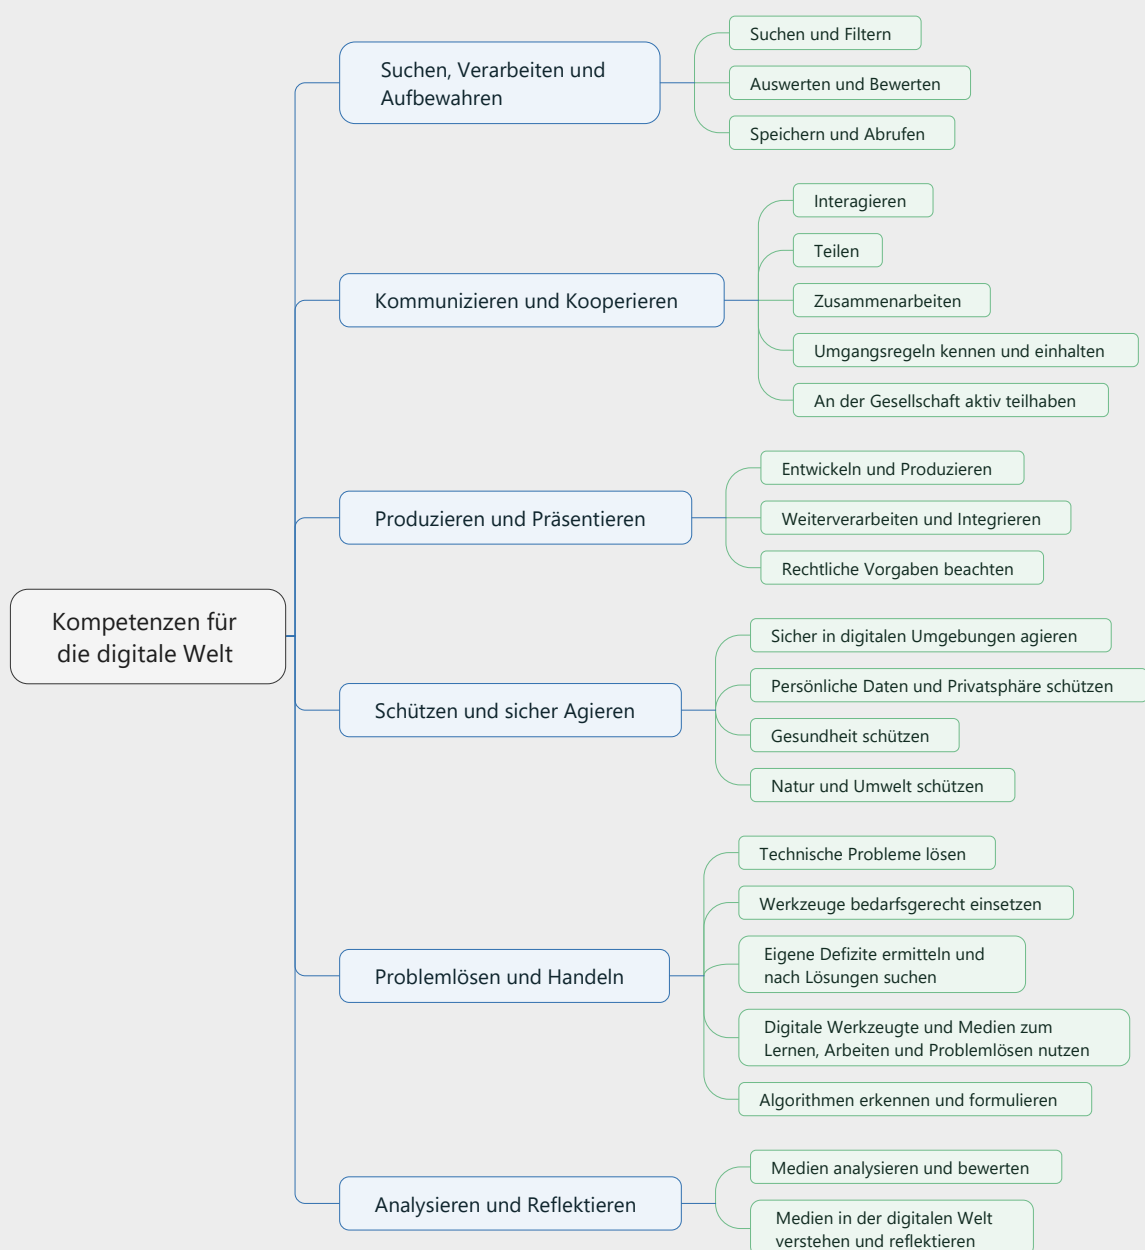 Kompetenzen für
die digitale Welt
Suchen, Verarbeiten und
Aufbewahren
Suchen und Filtern
Auswerten und Bewerten
Speichern und Abrufen
Kommunizieren und Kooperieren
Interagieren
Teilen
Zusammenarbeiten
Umgangsregeln kennen und einhalten
An der Gesellschaft aktiv teilhaben
Produzieren und Präsentieren
Entwickeln und Produzieren
Weiterverarbeiten und Integrieren
Rechtliche Vorgaben beachten
Schützen und sicher Agieren
Sicher in digitalen Umgebungen agieren
Persönliche Daten und Privatsphäre schützen
Gesundheit schützen
Natur und Umwelt schützen
Problemlösen und Handeln
Technische Probleme lösen
Werkzeuge bedarfsgerecht einsetzen
Eigene Defizite ermitteln und
nach Lösungen suchen
Digitale Werkzeugte und Medien zum
Lernen, Arbeiten und Problemlösen nutzen
Algorithmen erkennen und formulieren
Analysieren und Reflektieren
Medien analysieren und bewerten
Medien in der digitalen Welt
verstehen und reflektieren